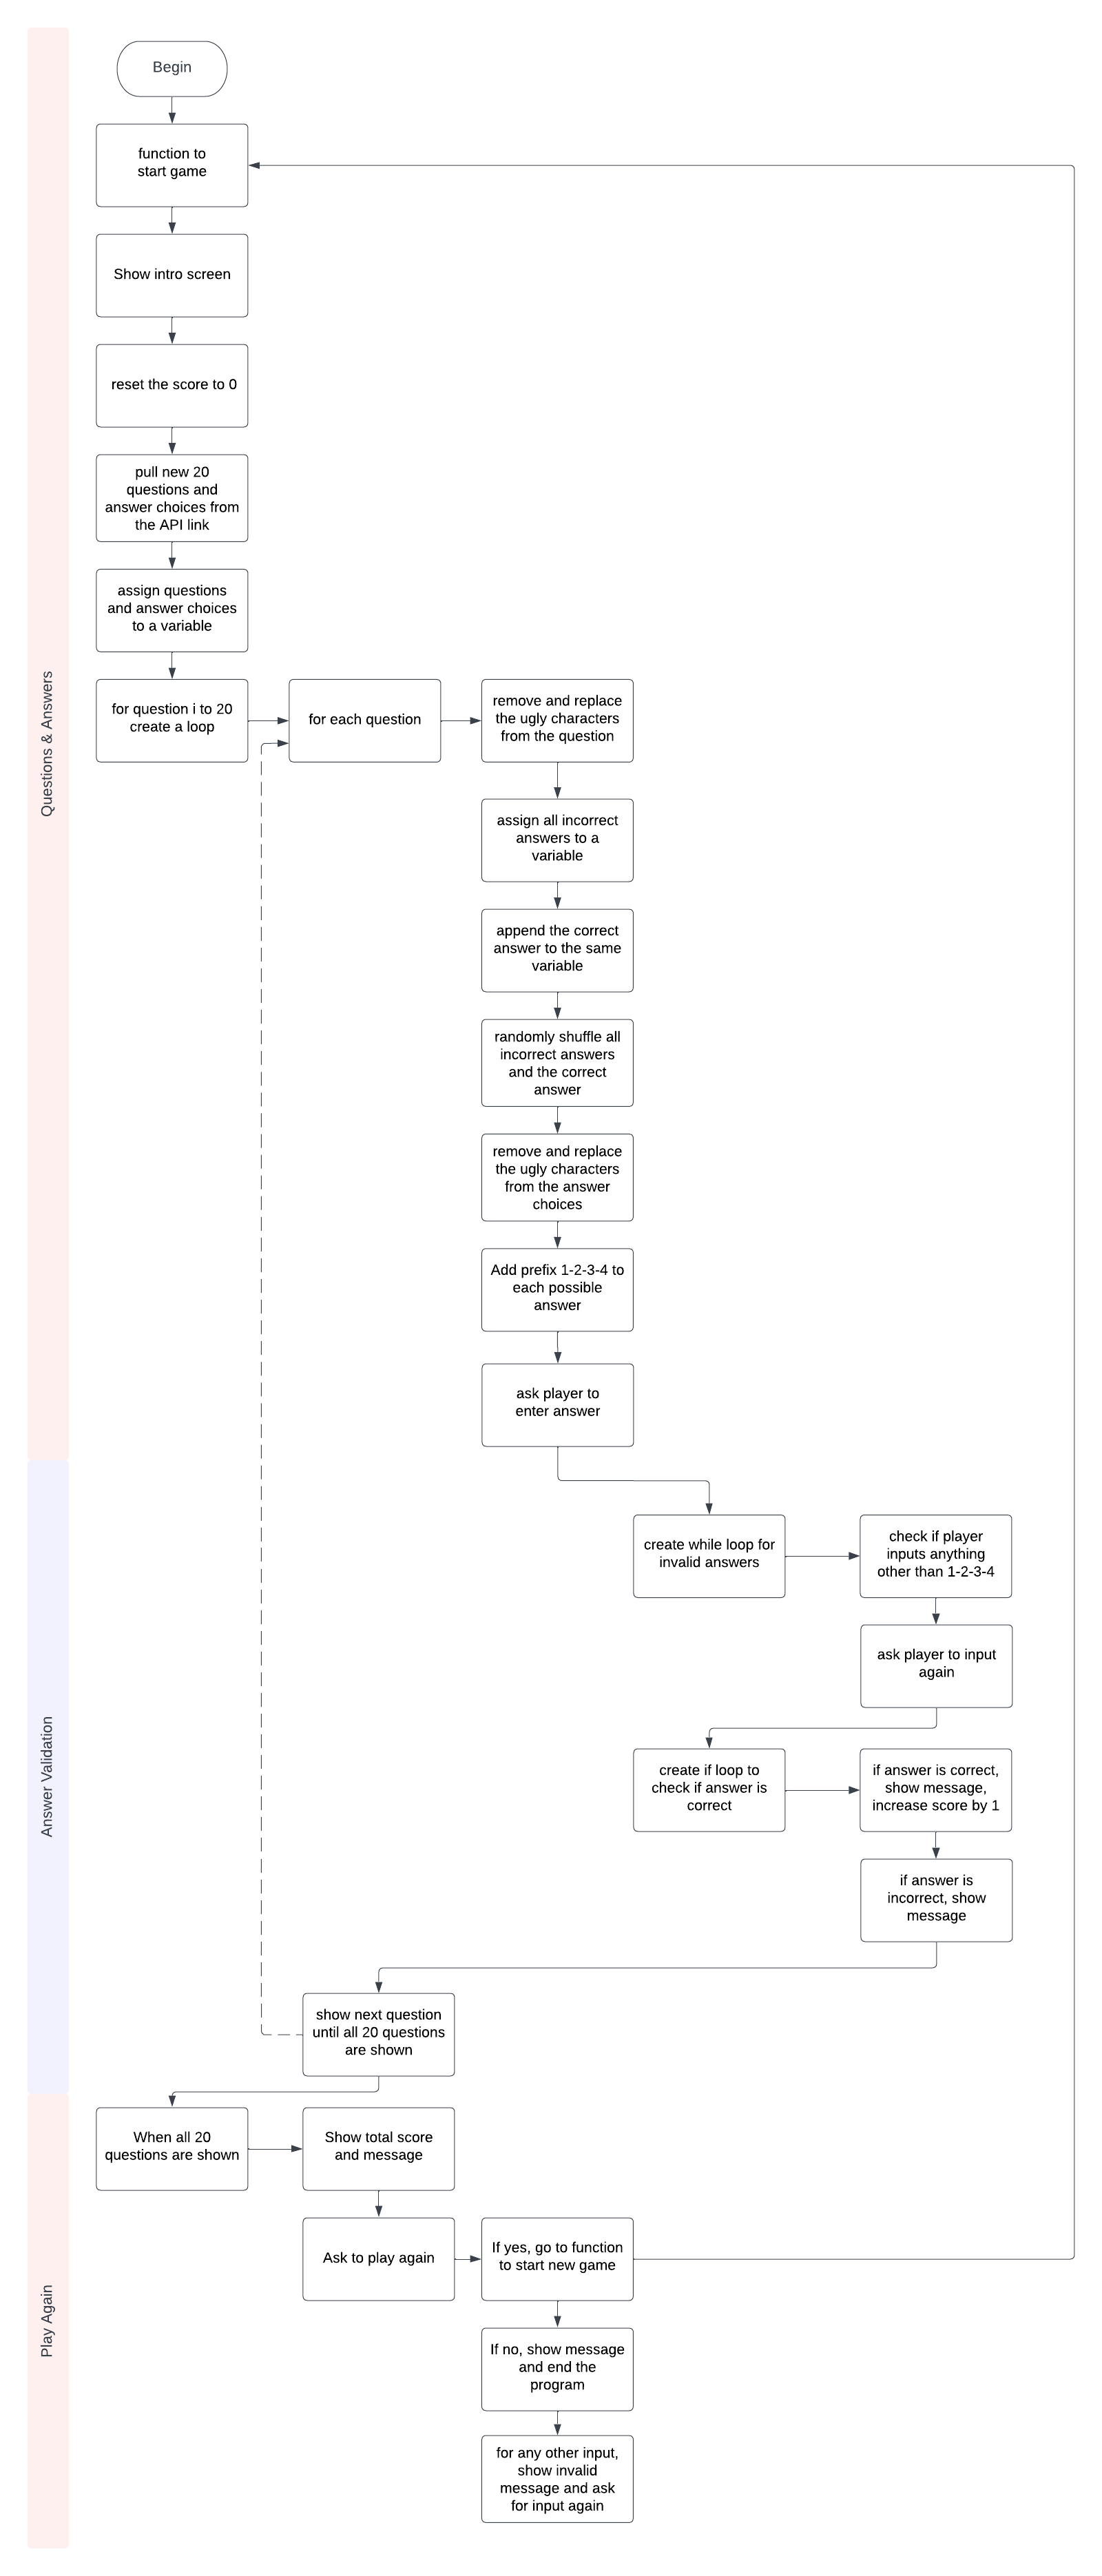 Begin
function to
start game
Show intro screen
reset the score to 0
pull new 20
questions and
answer choices from
the API link
assign questions
and answer choices
to a variable
for question i to 20
create a loop
for each question
remove and replace
the ugly characters
from the question
assign all incorrect
answers to a
variable
append the correct
answer to the same
variable
randomly shuffle all
incorrect answers
and the correct
answer
remove and replace
the ugly characters
from the answer
choices
Add prefix 1-2-3-4 to
each possible
answer
ask player to
enter answer
Questions & Answers
create while loop for
invalid answers
check if player
inputs anything
other than 1-2-3-4
ask player to input
again
create if loop to
check if answer is
correct
if answer is correct,
show message,
increase score by 1
if answer is
incorrect, show
message
show next question
until all 20 questions
are shown
Answer Validation
When all 20
questions are shown
Show total score
and message
Ask to play again
If yes, go to function
to start new game
If no, show message
and end the
program
for any other input,
show invalid
message and ask
for input again
Play Again